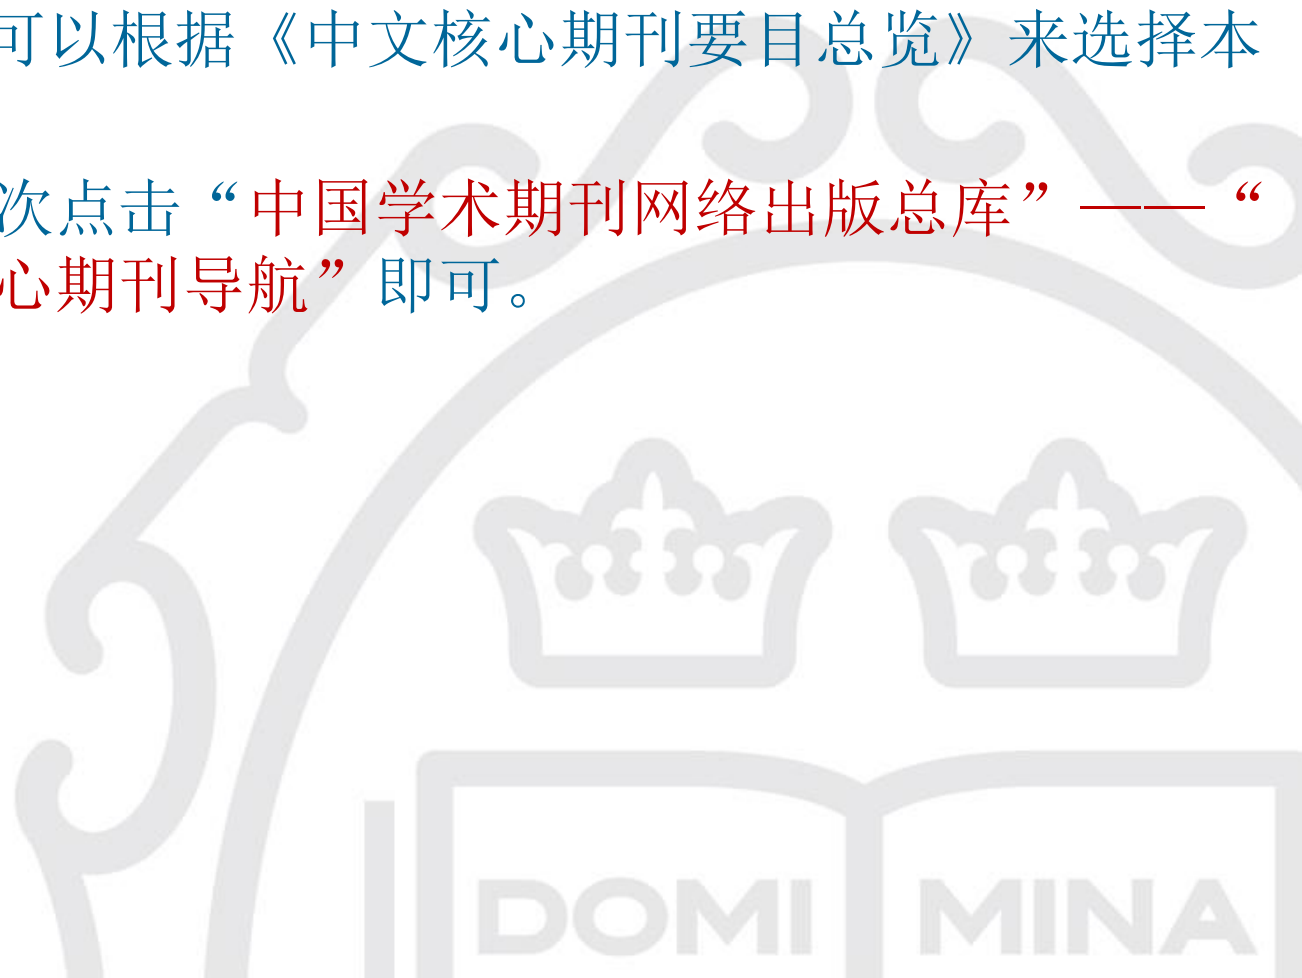 可以根据《中文核心期刊要目总览》来选择本
次点击“中国学术期刊网络出版总库”——“
心期刊导航”即可。
DOMI MINA